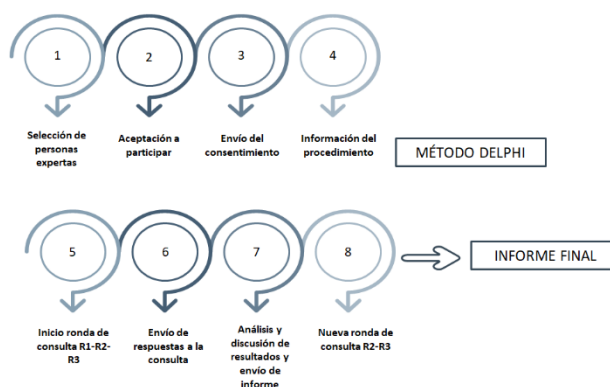 1
2
3
4
Selección de
personas
expertas
Aceptación a
participar
Envío del
consentimiento
Información del
procedimiento
MÉTODO DELPHI
5
6
7
8
INFORME FINAL
Inicio ronda de
consulta R1-R2-
R3
Envío de
respuestas a la
consulta
Análisis y
discusión de
resultados y
envío de
informe
Nueva ronda de
consulta R2-R3